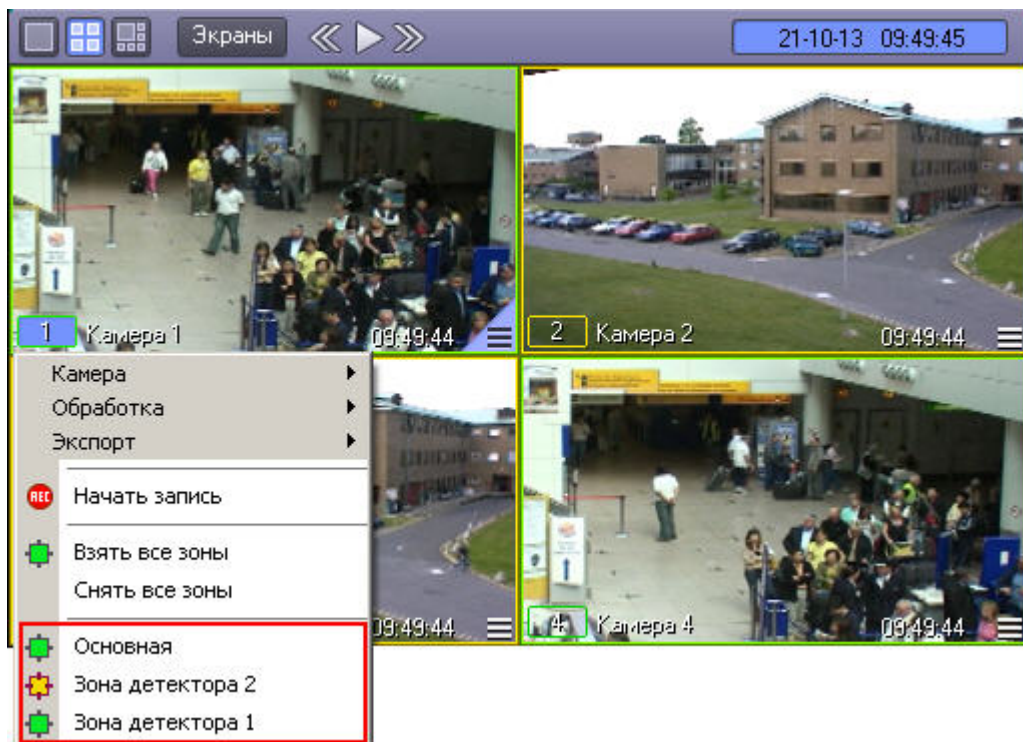 Экраны
21-10-13 09:49:45
1 Камера 1 09:49:44
2 Камера 2 09:49:44
Камера
Обработка
Экспорт
REC Начать запись
Взять все зоны
Снять все зоны
09:49:44
4 Камера 4 09:49:44
Основная
Зона детектора 2
Зона детектора 1